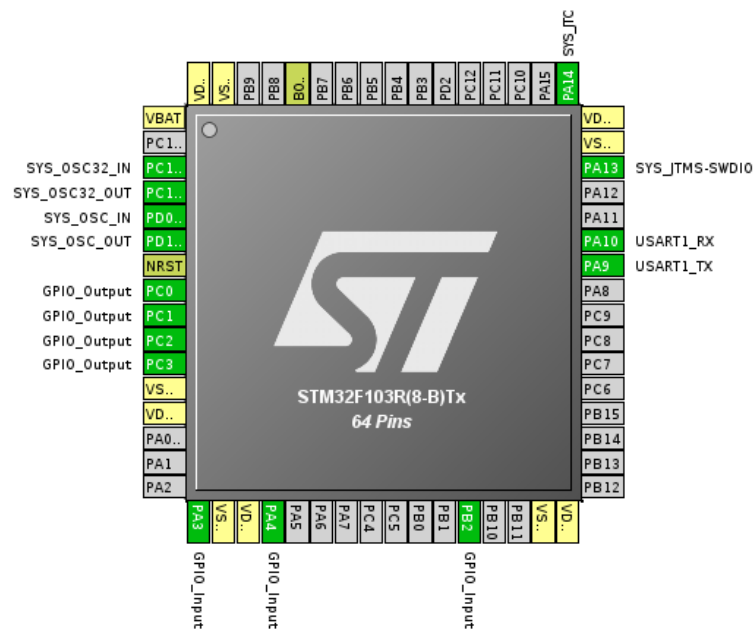 SYS_JTC
VD..
VS..
PB9
PB8
BO..
PB7
PB6
PB5
PB4
PB3
PD2
PC12
PC11
PC10
PA15
PA14
VBAT
PC1..
SYS_OSC32_IN PC1..
SYS_OSC32_OUT PC1..
SYS_OSC_IN PD0..
SYS_OSC_OUT PD1..
NRST
GPIO_Output PC0
GPIO_Output PC1
GPIO_Output PC2
GPIO_Output PC3
VS..
VD..
PA0..
PA1
PA2
VD..
VS..
PA13 SYS_JTMS-SWDIO
PA12
PA11
PA10 USART1_RX
PA9 USART1_TX
PA8
PC9
PC8
PC7
PC6
PB15
PB14
PB13
PB12
ST
STM32F103R(8-B)Tx
64 Pins
PA3
VS..
VD..
PA4
PA5
PA6
PA7
PC4
PC5
PB0
PB1
PB2
PB10
PB11
VS..
VD..
GPIO_Input
GPIO_Input
GPIO_Input